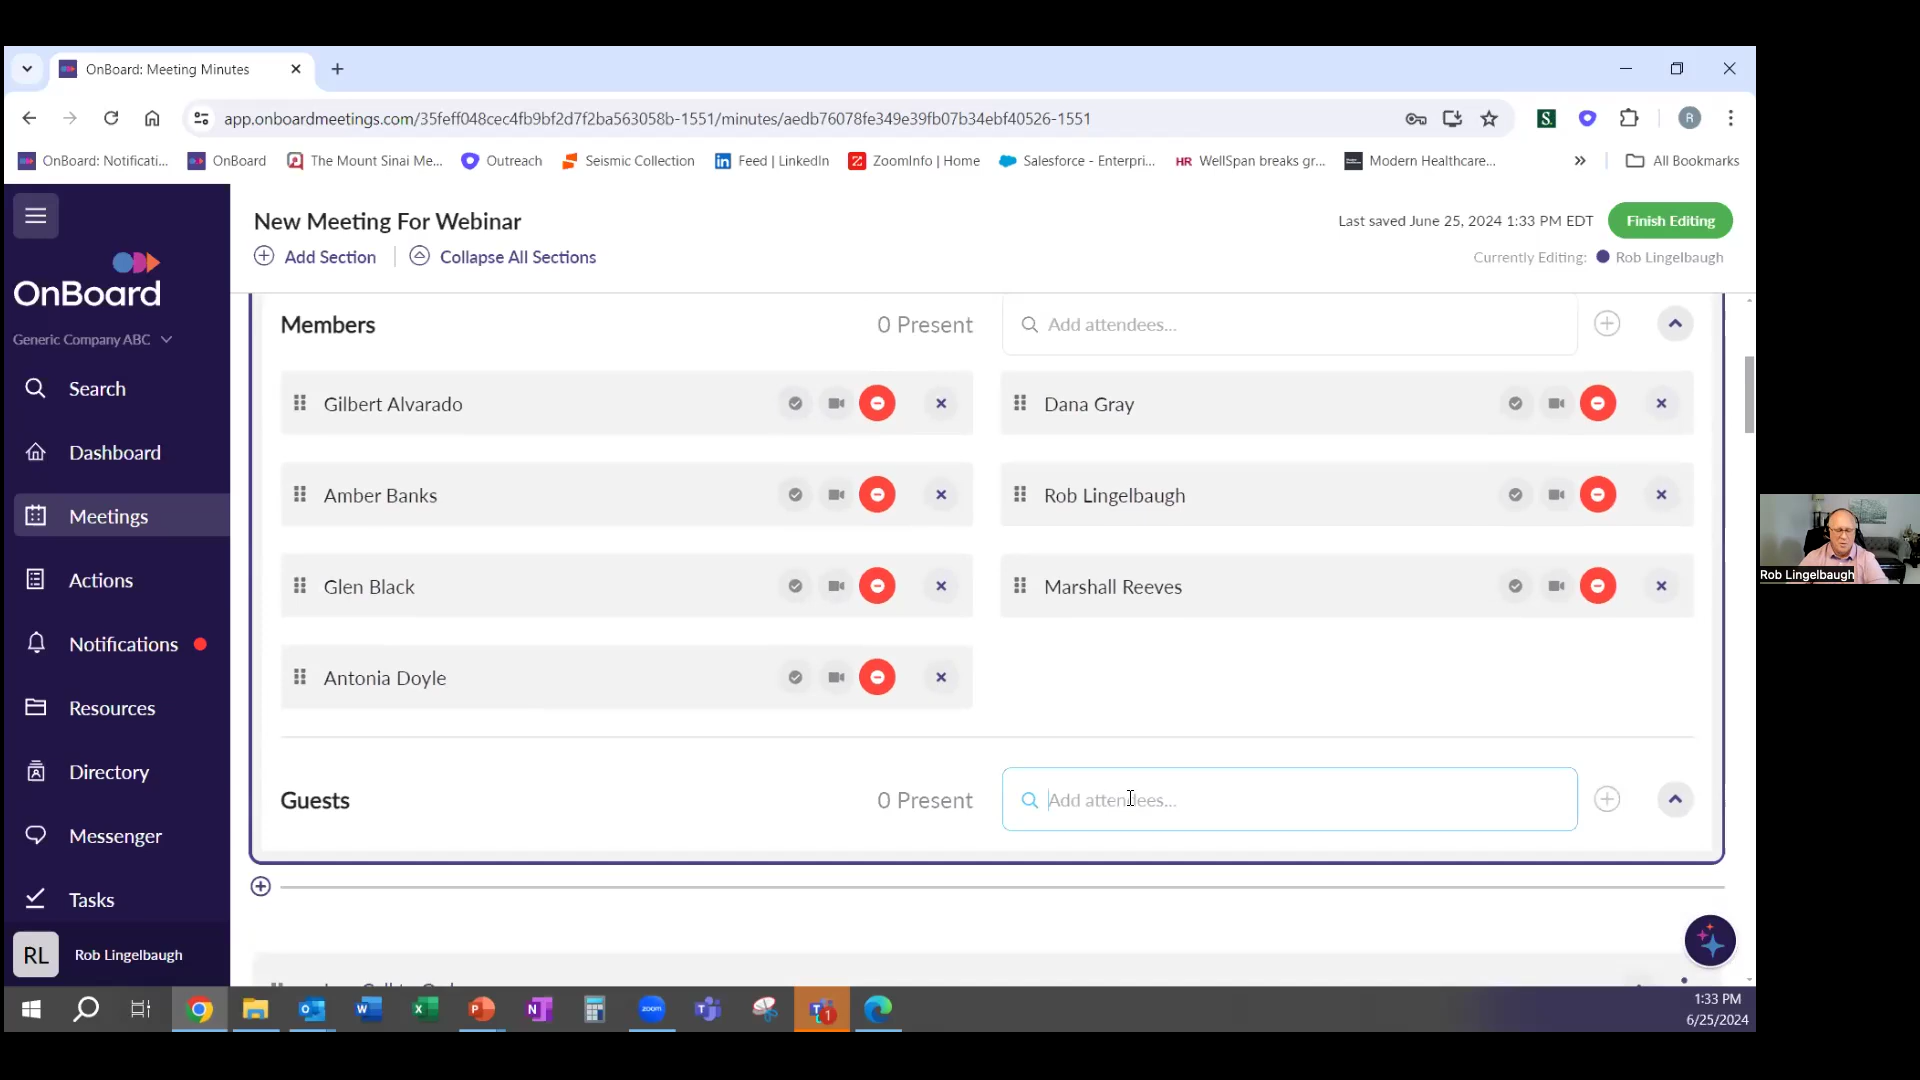 OnBoard: Meeting Minutes
app.onboardmeetings.com/35feff048cec4fb9bf2d7f2ba563058b-1551/minutes/aedb76078fe349e39fb07b34ebf40526-1551
R
OnBoard: Notificati...
OnBoard
The Mount Sinai Me...
Outreach
Seismic Collection
Feed | LinkedIn
ZoomInfo | Home
Salesforce - Enterpri...
HR WellSpan breaks gr...
Modern Healthcare...
All Bookmarks
OnBoard
Generic Company ABC
Search
Dashboard
Meetings
Actions
Notifications
Resources
Directory
Messenger
Tasks
RL Rob Lingelbaugh
New Meeting For Webinar
Last saved June 25, 2024 1:33 PM EDT
Finish Editing
Add Section
Collapse All Sections
Currently Editing: Rob Lingelbaugh
Members
0 Present
Add attendees...
Gilbert Alvarado
Dana Gray
Amber Banks
Rob Lingelbaugh
Glen Black
Marshall Reeves
Antonia Doyle
Guests
0 Present
Add attendees...
Rob Lingelbaugh
zoom
1
1:33 PM
6/25/2024